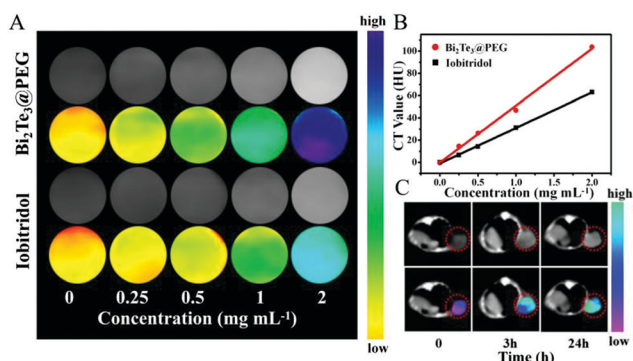 A
high
Bi₂Te₃@PEG
Iobitridol
0 0.25 0.5 1 2
Concentration (mg mL⁻¹)
low
B
CT Value (HU)
100
80
60
40
20
0
Bi₂Te₃@PEG
Iobitridol
0.0 0.5 1.0 1.5 2.0
Concentration (mg mL⁻¹)
C
high
0 3h 24h
Time (h)
low